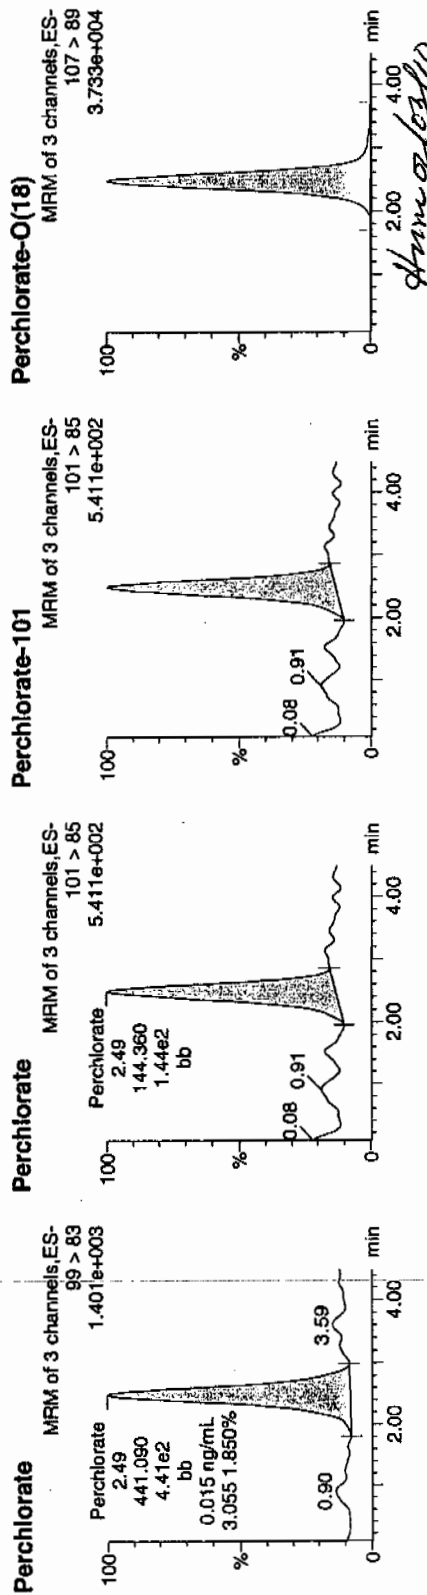 Perchlorate
MRM of 3 channels,ES-
99 > 83
1.401e+003
100
Perchlorate
2.49
441.090
4.41e2
bb
0.015 ng/mL
3.055 1.850%
%
0.90
3.59
0
2.00
4.00
min
Perchlorate
MRM of 3 channels,ES-
101 > 85
5.411e+002
100
Perchlorate
2.49
144.360
1.44e2
bb
%
0.08
0.91
0
2.00
4.00
min
Perchlorate-101
MRM of 3 channels,ES-
101 > 85
5.411e+002
100
%
0.08
0.91
0
2.00
4.00
min
Perchlorate-O(18)
MRM of 3 channels,ES-
107 > 89
3.733e+004
100
%
0
2.00
4.00
min